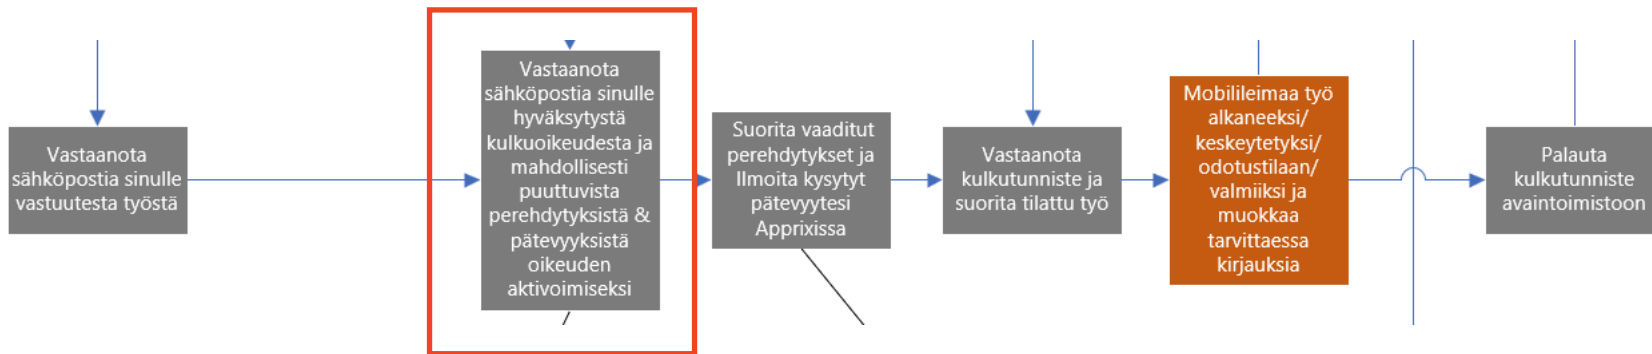 Vastaanota
sähköpostia sinulle
vastuutesta työstä
Vastaanota
sähköpostia sinulle
hyväksytystä
kulkuoikeudesta ja
mahdollisesti
puuttuvista
perehdytyksistä &
pätevyyksistä
oikeuden
aktivoimiseksi
Suorita vaaditut
perehdytykset ja
Ilmoita kysytyt
pätevyytesi
Apprixissa
Vastaanota
kulkutunniste ja
suorita tilattu työ
Mobilileimaa työ
alkaneeksi/
keskeytetyksi/
odotustilaan/
valmiiksi ja
muokkaa
tarvittaessa
kirjauksia
Palauta
kulkutunniste
avaintoimistoon